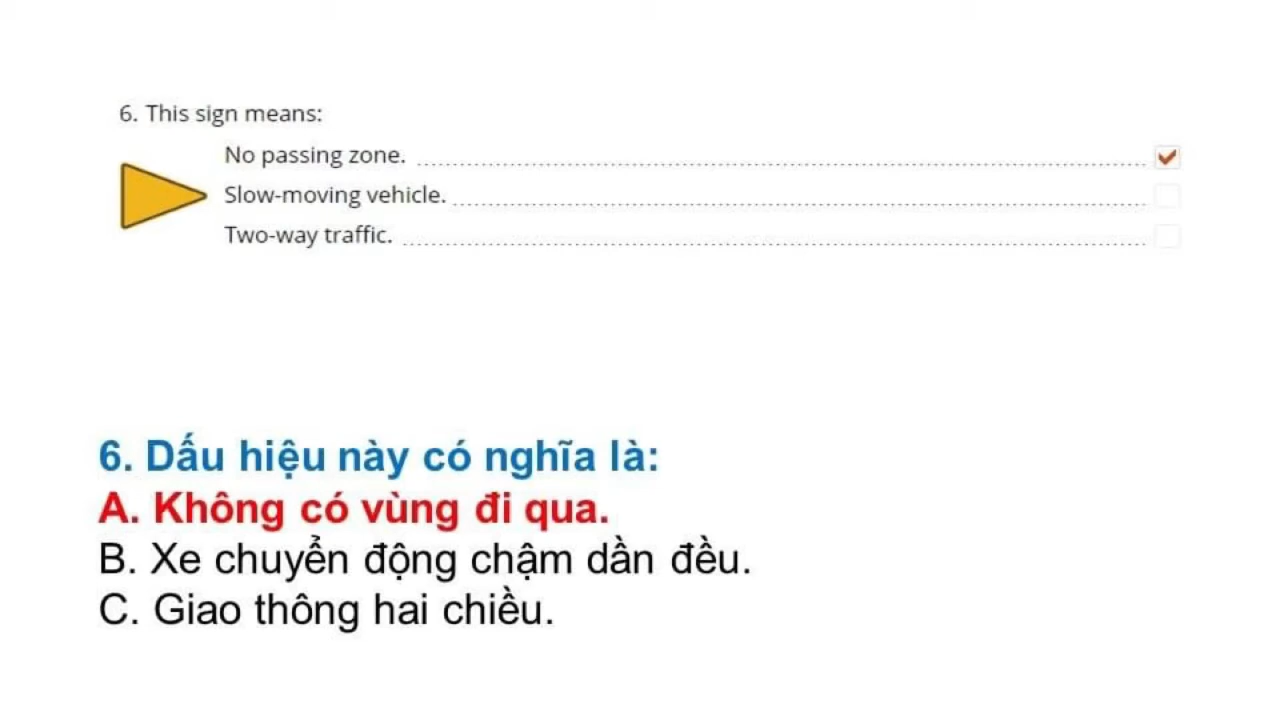 6. This sign means:
No passing zone.
Slow-moving vehicle.
Two-way traffic.
6. Dấu hiệu này có nghĩa là:
A. Không có vùng đi qua.
B. Xe chuyển động chậm dần đều.
C. Giao thông hai chiều.